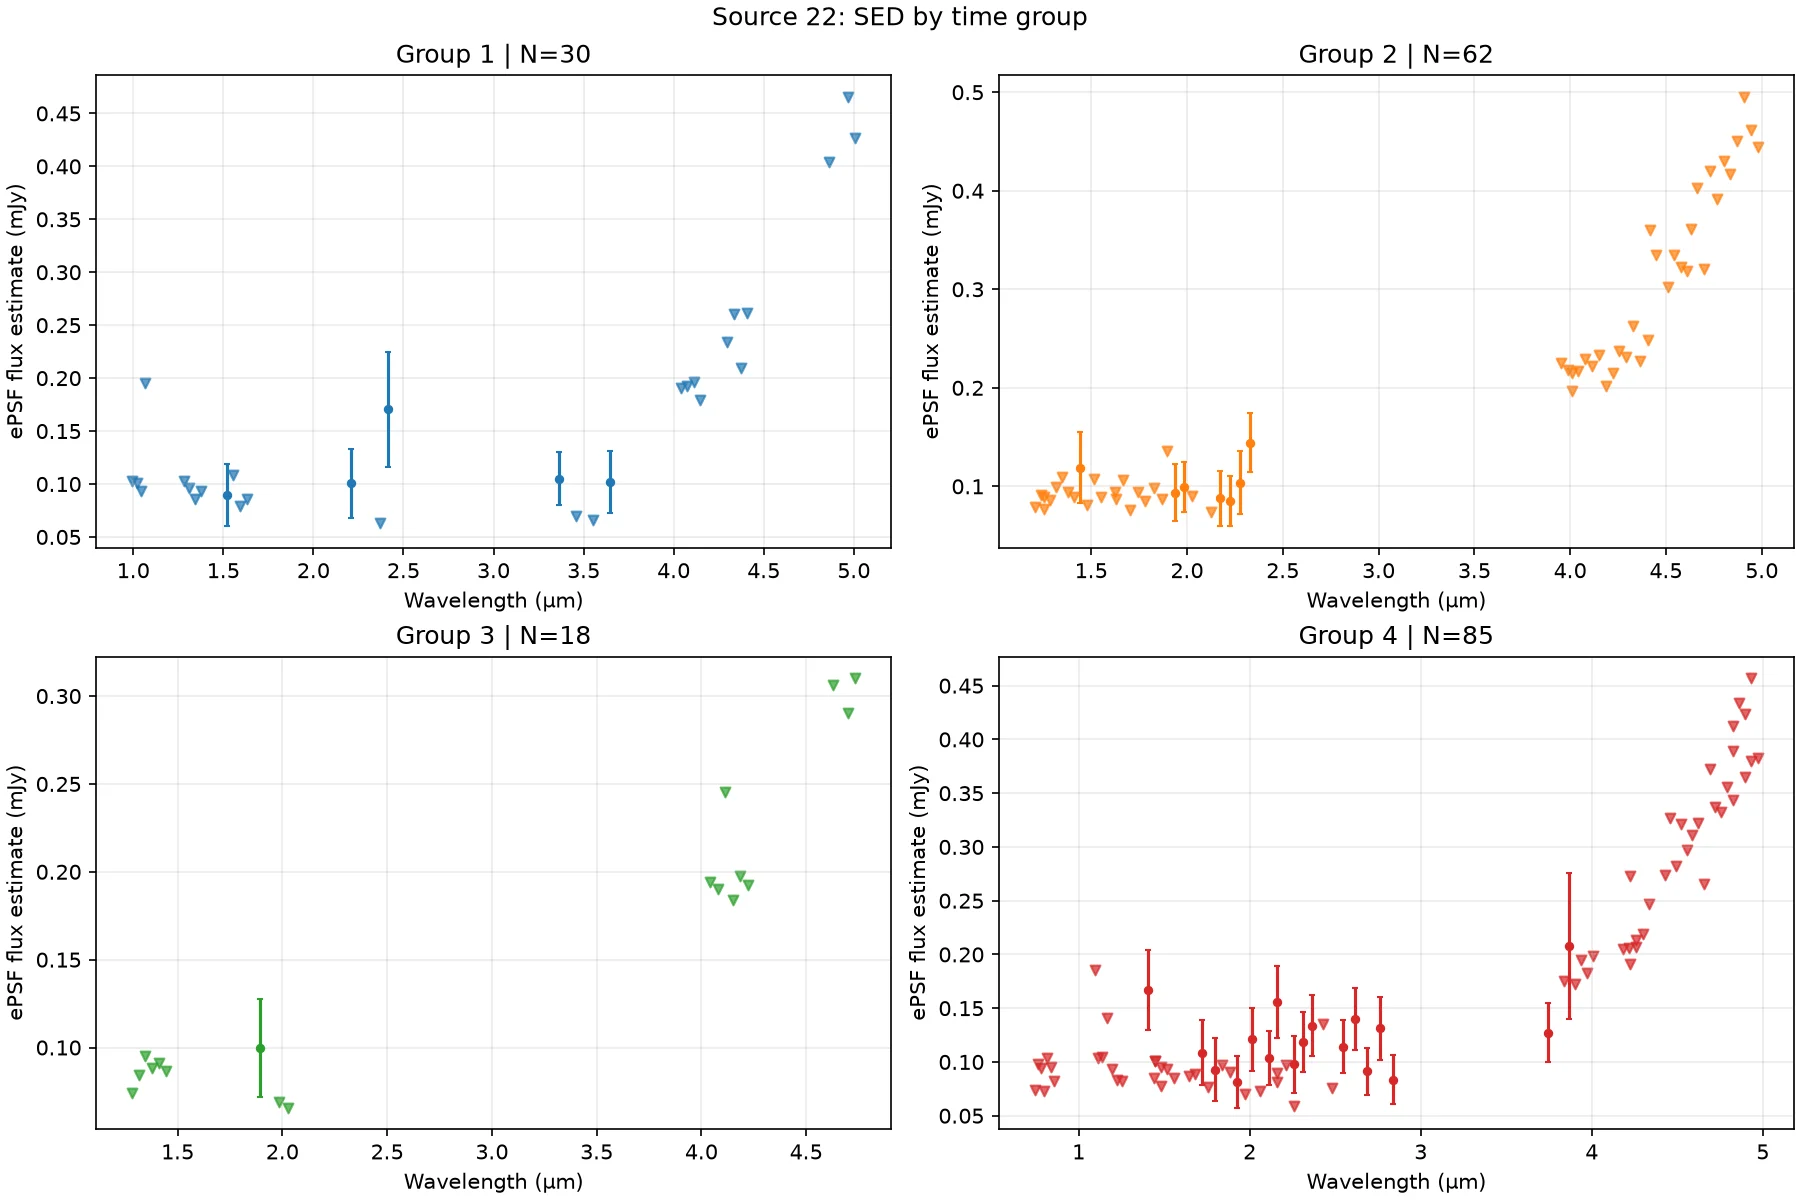 Source 22: SED by time group
Group 1 | N=30
ePSF flux estimate (mJy)
0.45
0.40
0.35
0.30
0.25
0.20
0.15
0.10
0.05
1.0 1.5 2.0 2.5 3.0 3.5 4.0 4.5 5.0
Wavelength (µm)
Group 2 | N=62
ePSF flux estimate (mJy)
0.5
0.4
0.3
0.2
0.1
1.5 2.0 2.5 3.0 3.5 4.0 4.5 5.0
Wavelength (µm)
Group 3 | N=18
ePSF flux estimate (mJy)
0.30
0.25
0.20
0.15
0.10
1.5 2.0 2.5 3.0 3.5 4.0 4.5
Wavelength (µm)
Group 4 | N=85
ePSF flux estimate (mJy)
0.45
0.40
0.35
0.30
0.25
0.20
0.15
0.10
0.05
1 2 3 4 5
Wavelength (µm)